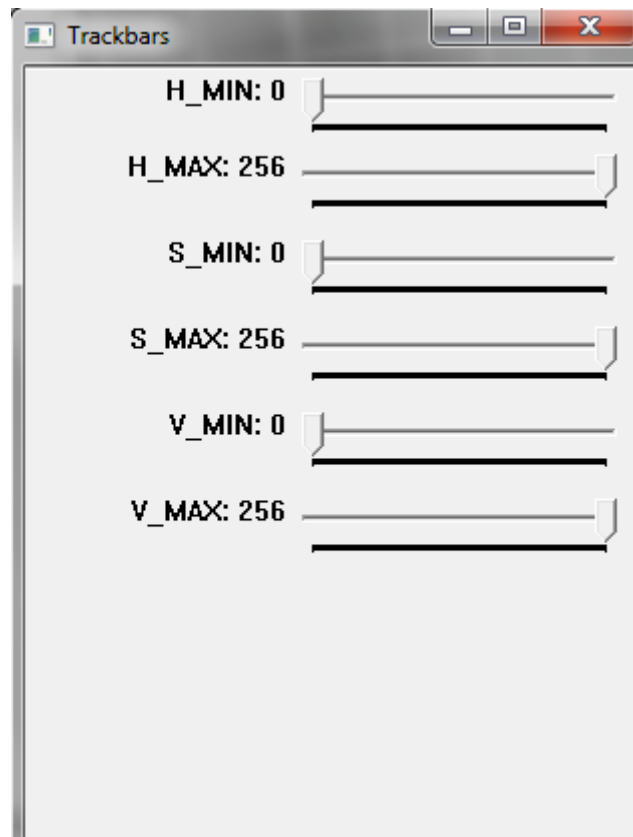 Trackbars
H_MIN: 0
H_MAX: 256
S_MIN: 0
S_MAX: 256
V_MIN: 0
V_MAX: 256